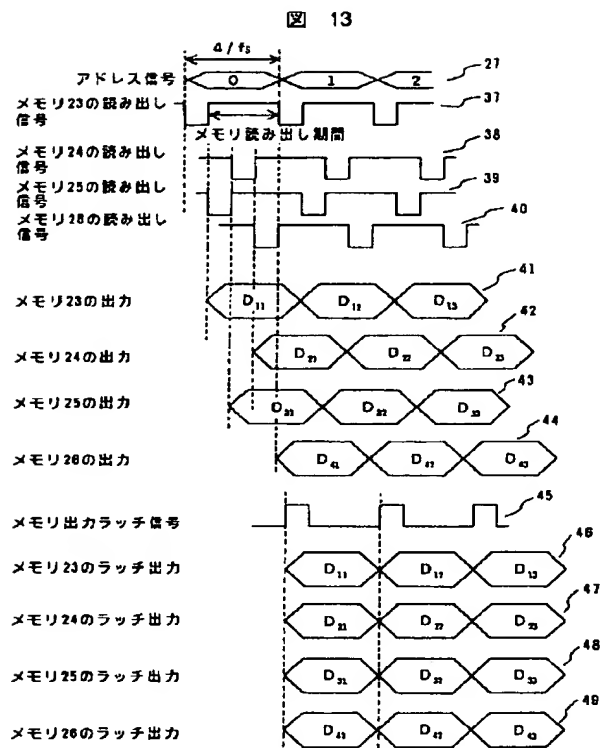 図 13
4/fs
アドレス信号 0 1 2 27
メモリ23の読み出し信号 37
メモリ読み出し期間
メモリ24の読み出し信号 38
メモリ25の読み出し信号 39
メモリ28の読み出し信号 40
メモリ23の出力 D11 D12 D13 41
メモリ24の出力 D21 D22 D23 42
メモリ25の出力 D32 D33 43
メモリ26の出力 D41 D42 D43 44
メモリ出力ラッチ信号 45
メモリ23のラッチ出力 D11 D12 D13 46
メモリ24のラッチ出力 D21 D22 D23 47
メモリ25のラッチ出力 D31 D32 D33 48
メモリ26のラッチ出力 D42 D43 49